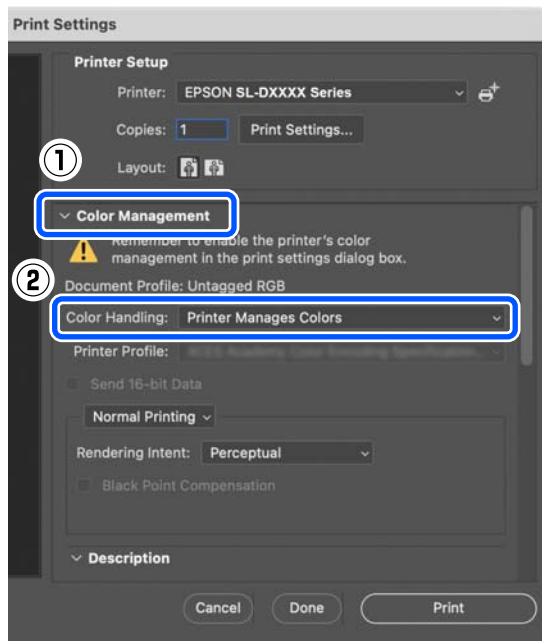 Print Settings
Printer Setup
Printer: EPSON SL-DXXXX Series
Copies: 1 Print Settings...
①
Layout:
Color Management
Remember to enable the printer's color
management in the print settings dialog box.
②
Document Profile: Untagged RGB
Color Handling: Printer Manages Colors
Printer Profile:
Send 16-bit Data
Normal Printing
Rendering Intent: Perceptual
Black Point Compensation
Description
Cancel Done Print